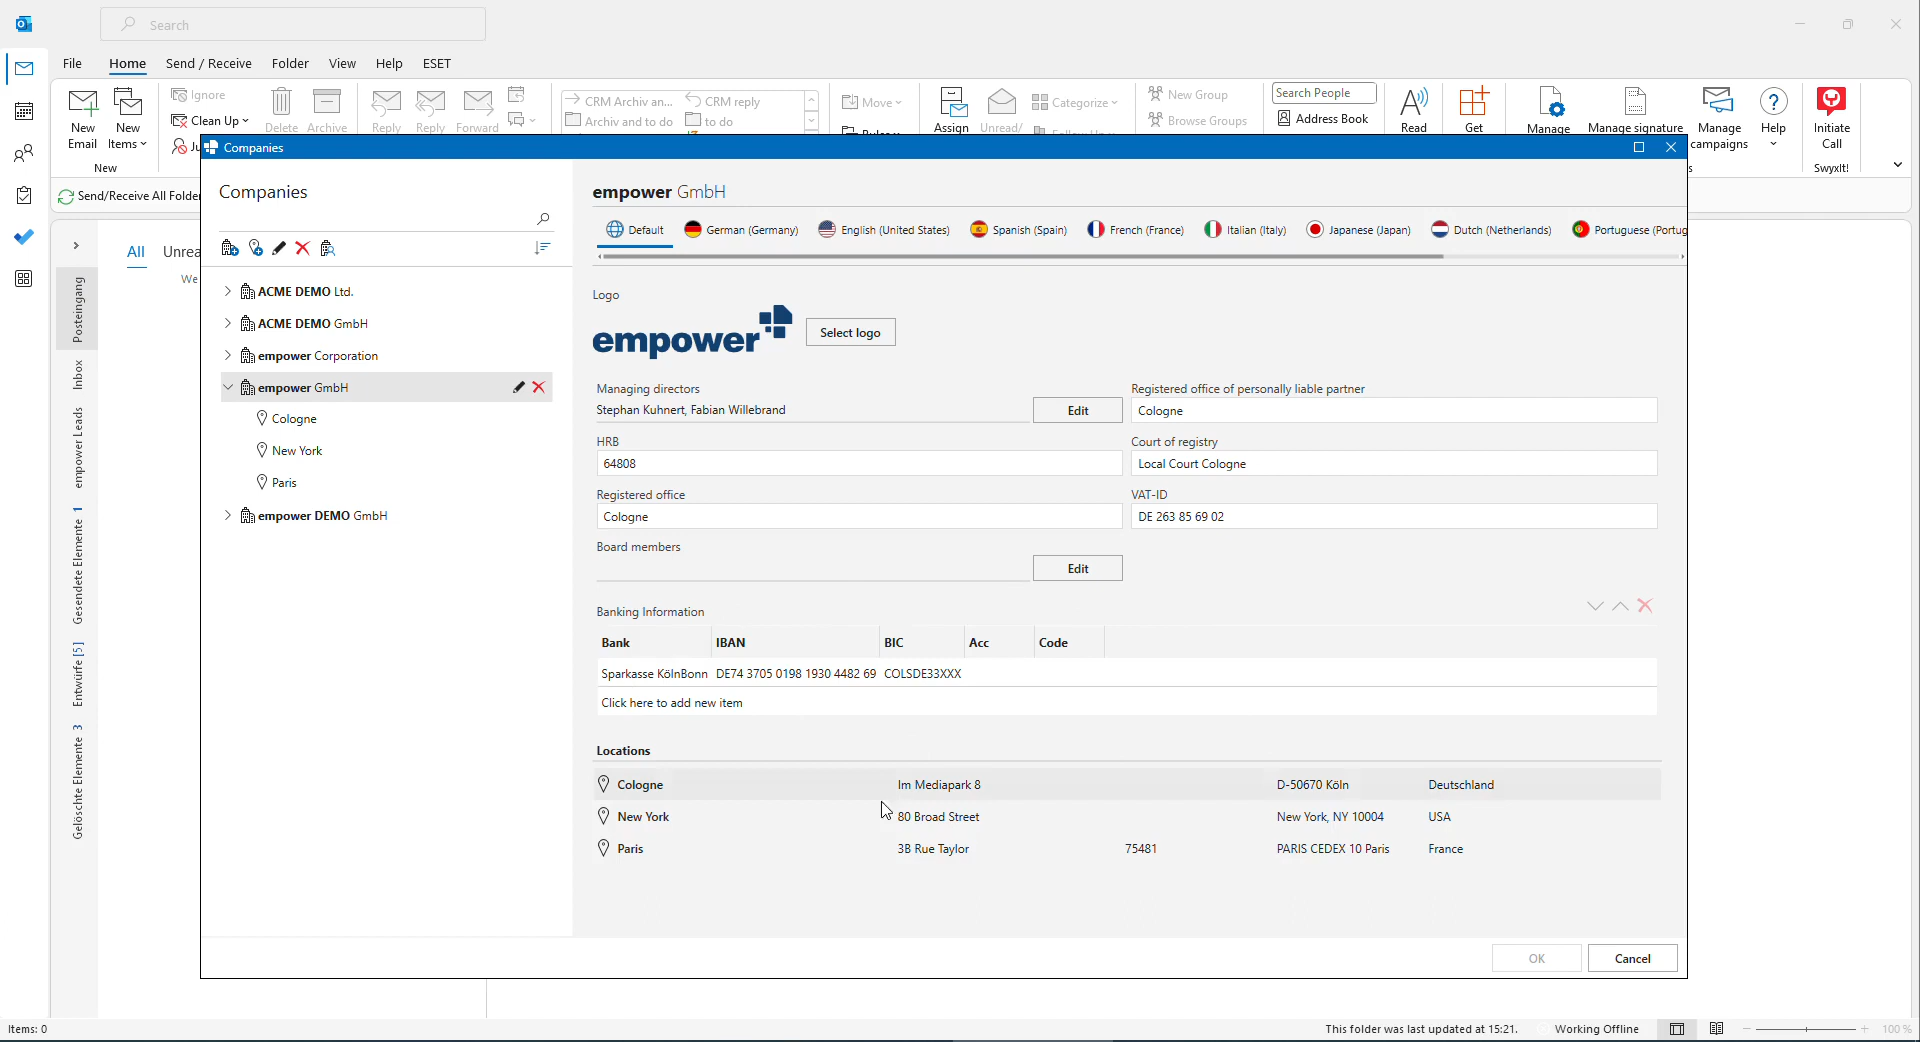 Search
File Home Send / Receive Folder View Help ESET
New Email
New Items
New
Ignore
Clean Up
Delete
Archive
Reply
Reply
Forward
CRM Archiv an...
CRM reply
Archiv and to do
to do
Move
Assign
Unread/
Categorize
New Group
Browse Groups
Search People
Address Book
Read
Get
Manage
Manage signature
Manage campaigns
Help
Initiate Call
Swyxlt!
Send/Receive All Folde
All Unrea
We
Posteingang
Inbox
empower Leads
Gesendete Elemente 1
Entwürfe [5]
Gelöschte Elemente 3
Companies
Companies
ACME DEMO Ltd.
ACME DEMO GmbH
empower Corporation
empower GmbH
Cologne
New York
Paris
empower DEMO GmbH
empower GmbH
Default German (Germany) English (United States) Spanish (Spain) French (France) Italian (Italy) Japanese (Japan) Dutch (Netherlands) Portuguese (Portug
Logo
empower
Select logo
Managing directors
Stephan Kuhnert, Fabian Willebrand
Edit
Registered office of personally liable partner
Cologne
HRB
64808
Court of registry
Local Court Cologne
Registered office
Cologne
VAT-ID
DE 263 85 69 02
Board members
Edit
Banking Information
Bank IBAN BIC Acc Code
Sparkasse KölnBonn DE74 3705 0198 1930 4482 69 COLSDE33XXX
Click here to add new item
Locations
Cologne Im Mediapark 8 D-50670 Köln Deutschland
New York 80 Broad Street New York, NY 10004 USA
Paris 3B Rue Taylor 75481 PARIS CEDEX 10 Paris France
OK
Cancel
Items: 0
This folder was last updated at 15:21.
Working Offline
100 %